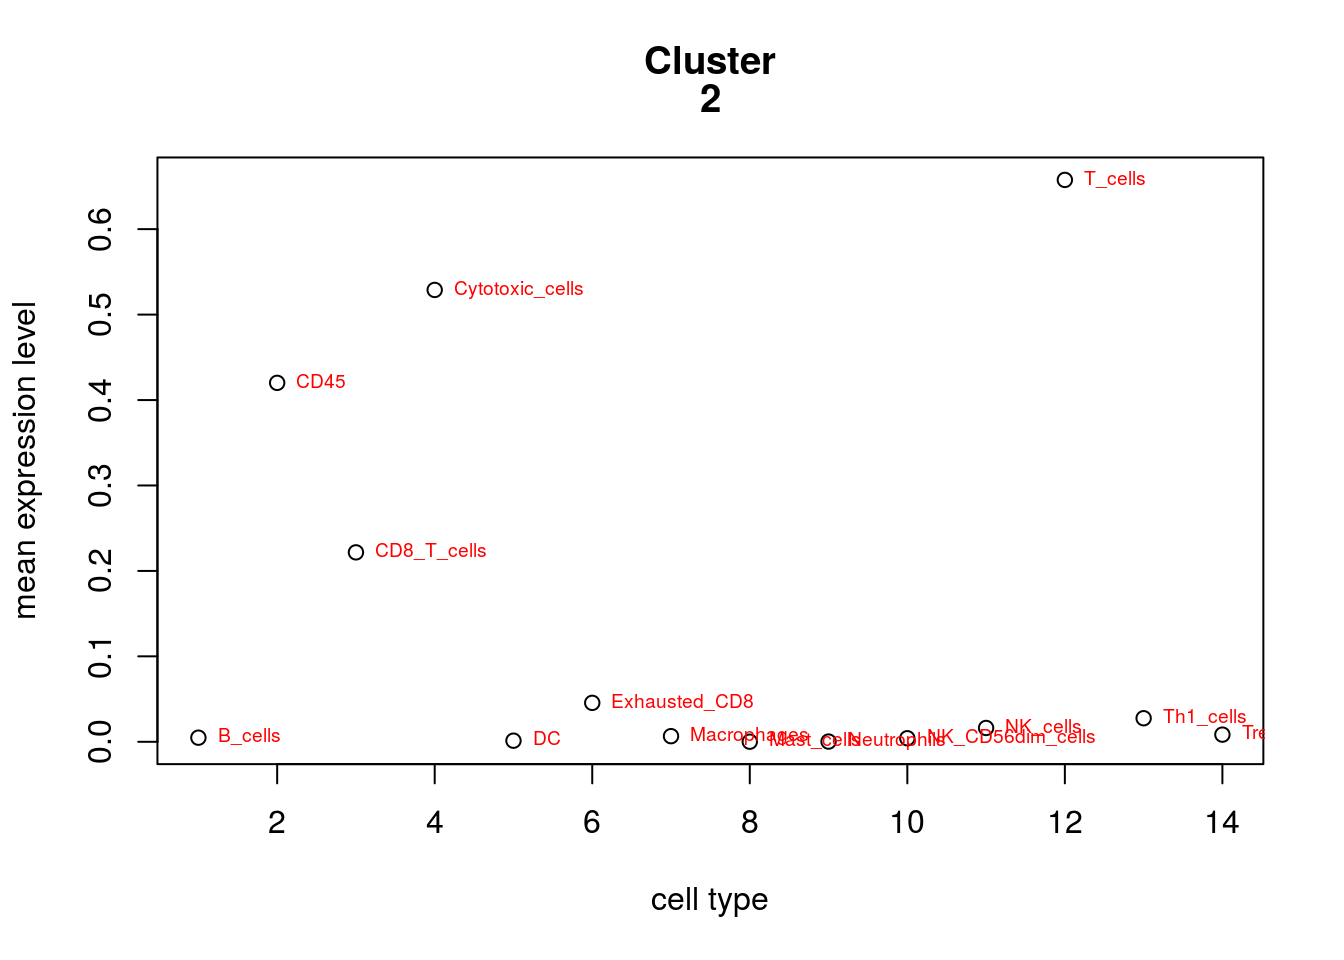 Cluster
2
mean expression level
0.6
0.5
0.4
0.3
0.2
0.1
0.0
T_cells
Cytotoxic_cells
CD45
CD8_T_cells
Exhausted_CD8
B_cells
DC
Macrophages
Mast_cells
Neutrophils
NK_CD56dim_cells
NK_cells
Th1_cells
Tre
2 4 6 8 10 12 14
cell type